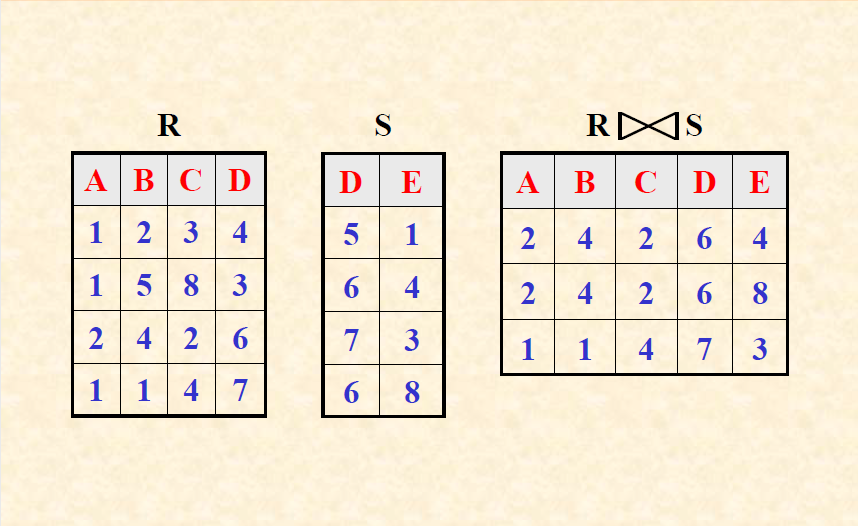 R
A B C D
1 2 3 4
1 5 8 3
2 4 2 6
1 1 4 7
S
D E
5 1
6 4
7 3
6 8
R ⋈ S
A B C D E
2 4 2 6 4
2 4 2 6 8
1 1 4 7 3